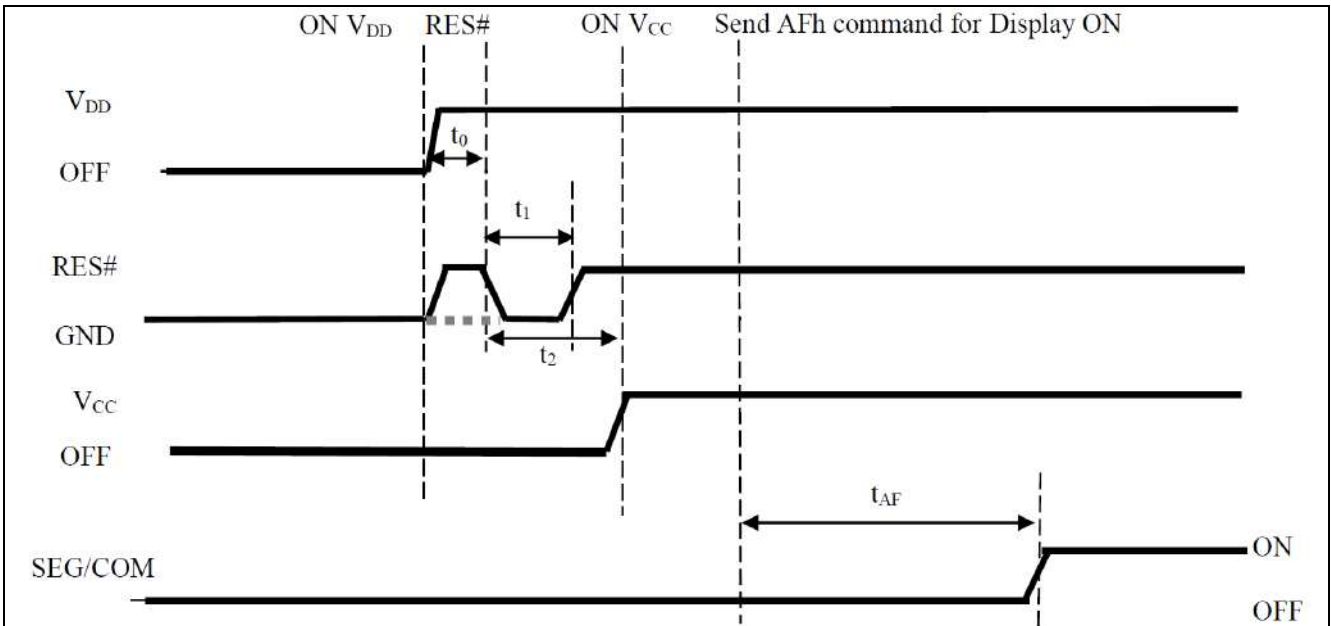 ON VDD RES# ON VCC Send AFh command for Display ON
VDD
t0
OFF
t1
RES#
GND
t2
VCC
OFF
tAF
ON
SEG/COM
OFF